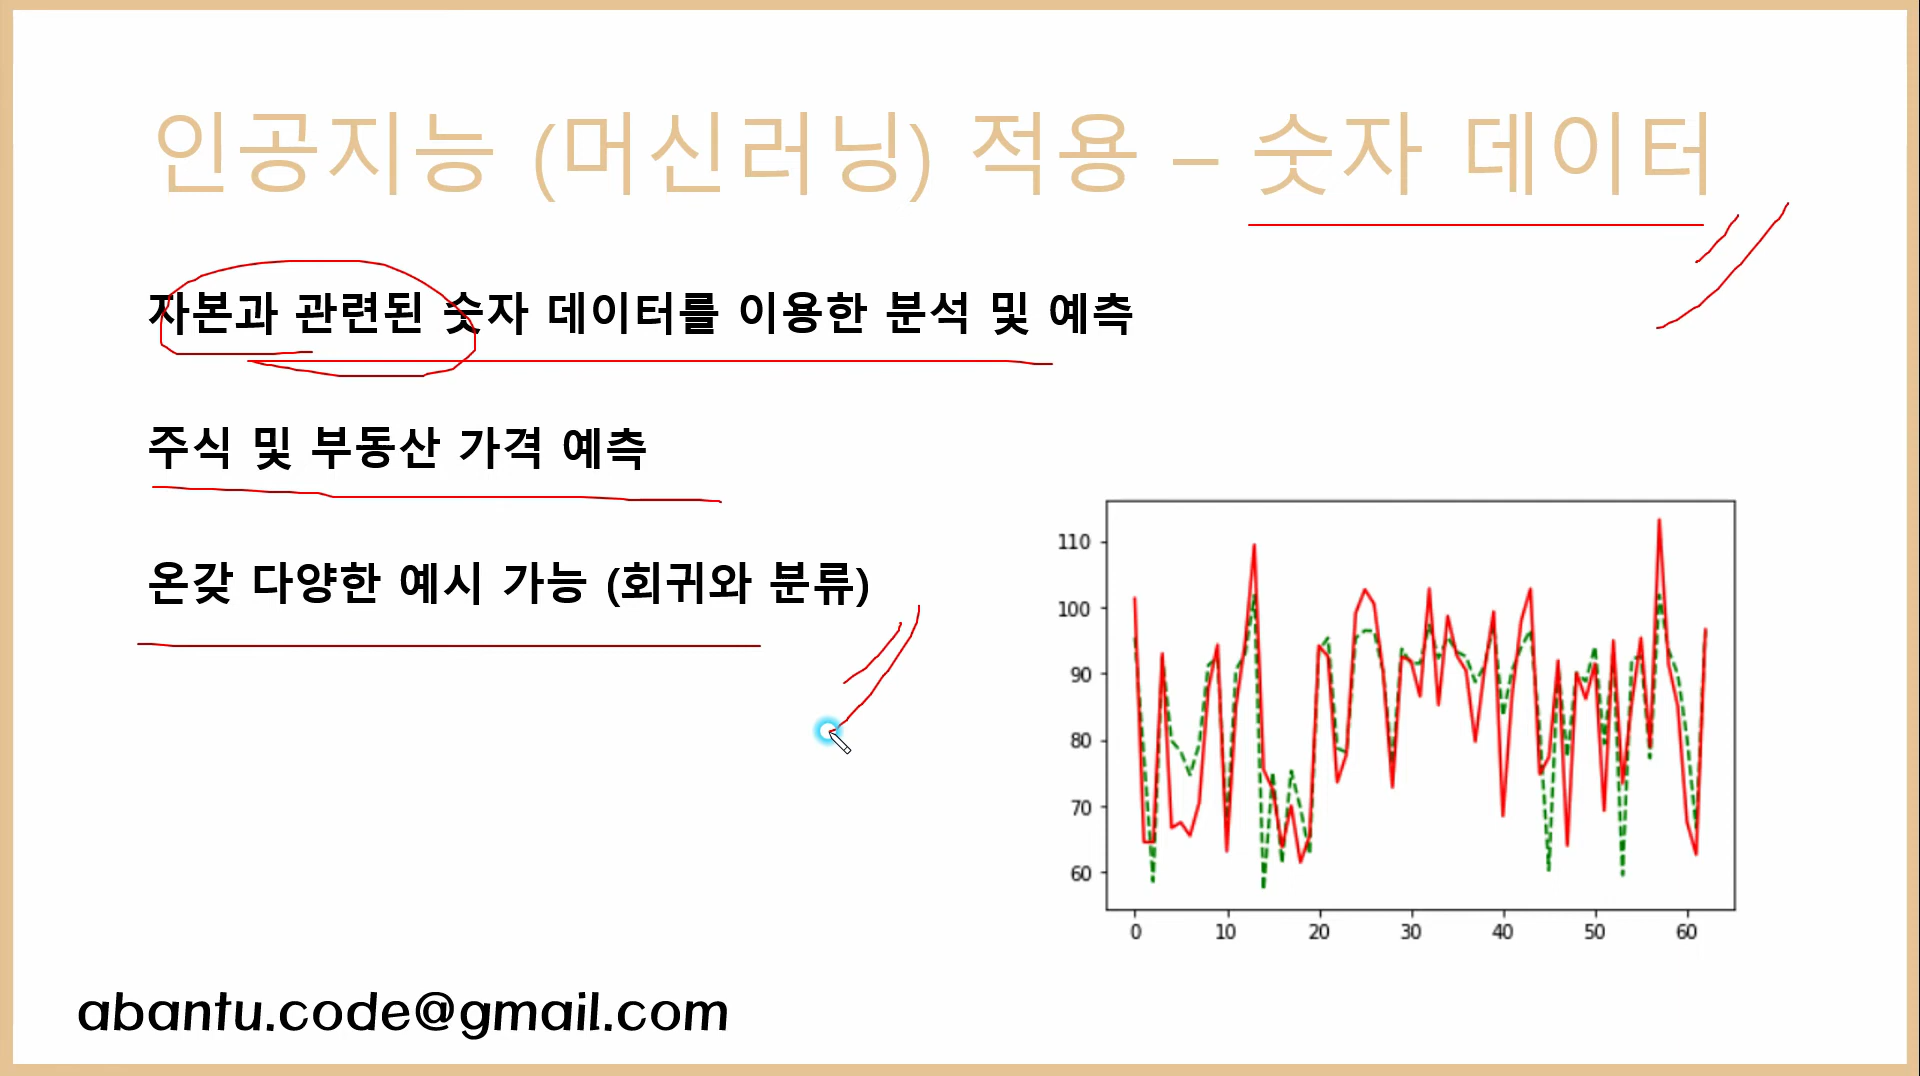 인공지능 (머신러닝) 적용 – 숫자 데이터
자본과 관련된 숫자 데이터를 이용한 분석 및 예측
주식 및 부동산 가격 예측
온갖 다양한 예시 가능 (회귀와 분류)
110
100
90
80
70
60
0 10 20 30 40 50 60
abantu.code@gmail.com